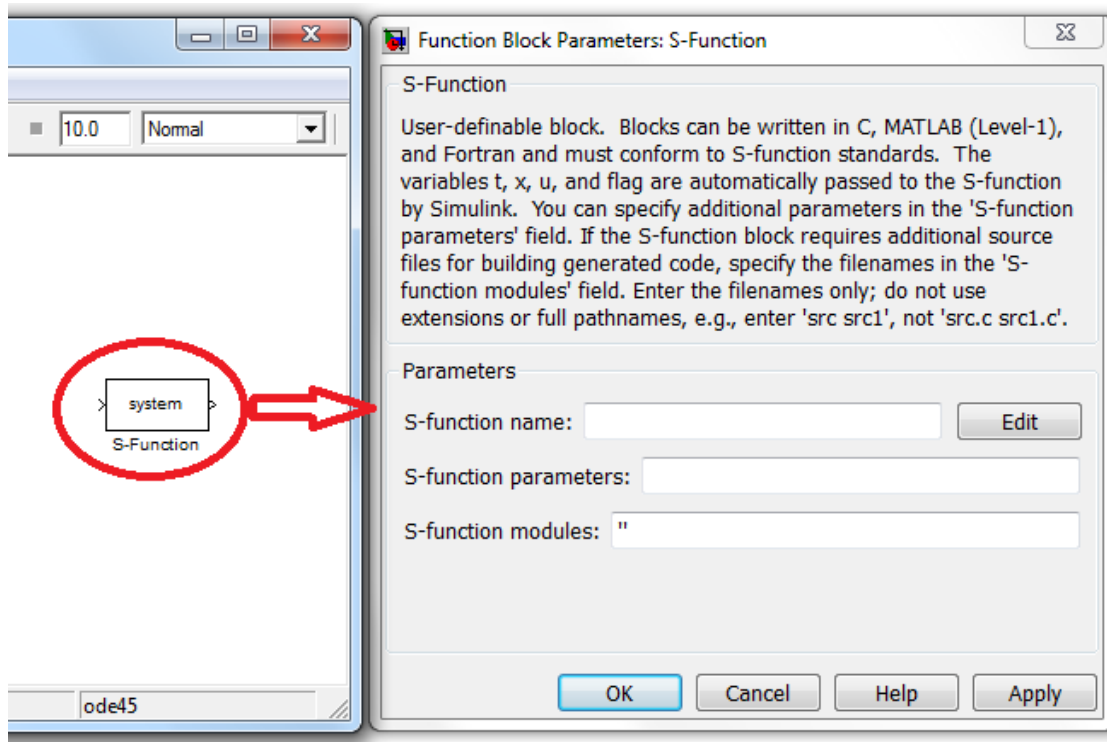 10.0
Normal
system
S-Function
ode45
Function Block Parameters: S-Function
S-Function
User-definable block.  Blocks can be written in C, MATLAB (Level-1),
and Fortran and must conform to S-function standards.  The
variables t, x, u, and flag are automatically passed to the S-function
by Simulink.  You can specify additional parameters in the 'S-function
parameters' field. If the S-function block requires additional source
files for building generated code, specify the filenames in the 'S-
function modules' field. Enter the filenames only; do not use
extensions or full pathnames, e.g., enter 'src src1', not 'src.c src1.c'.
Parameters
S-function name:
Edit
S-function parameters:
S-function modules: ''
OK
Cancel
Help
Apply